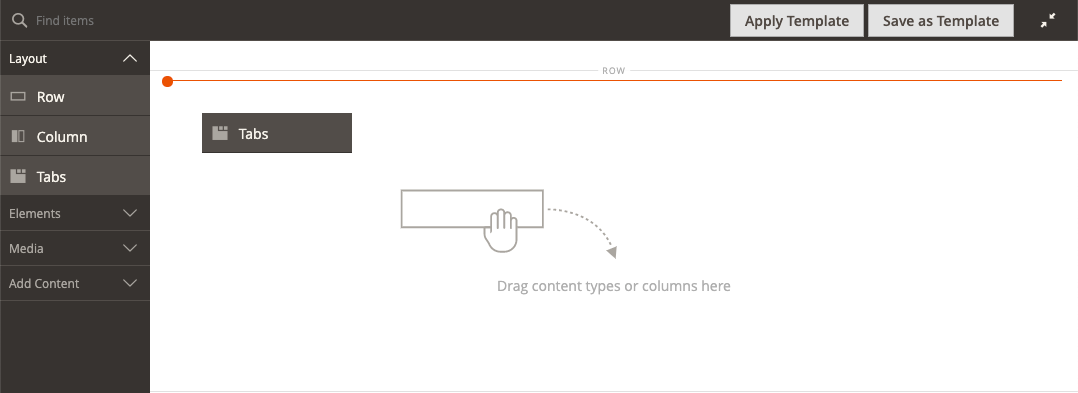 Find items
Apply Template
Save as Template
Layout
Row
Column
Tabs
Elements
Media
Add Content
ROW
Tabs
Drag content types or columns here